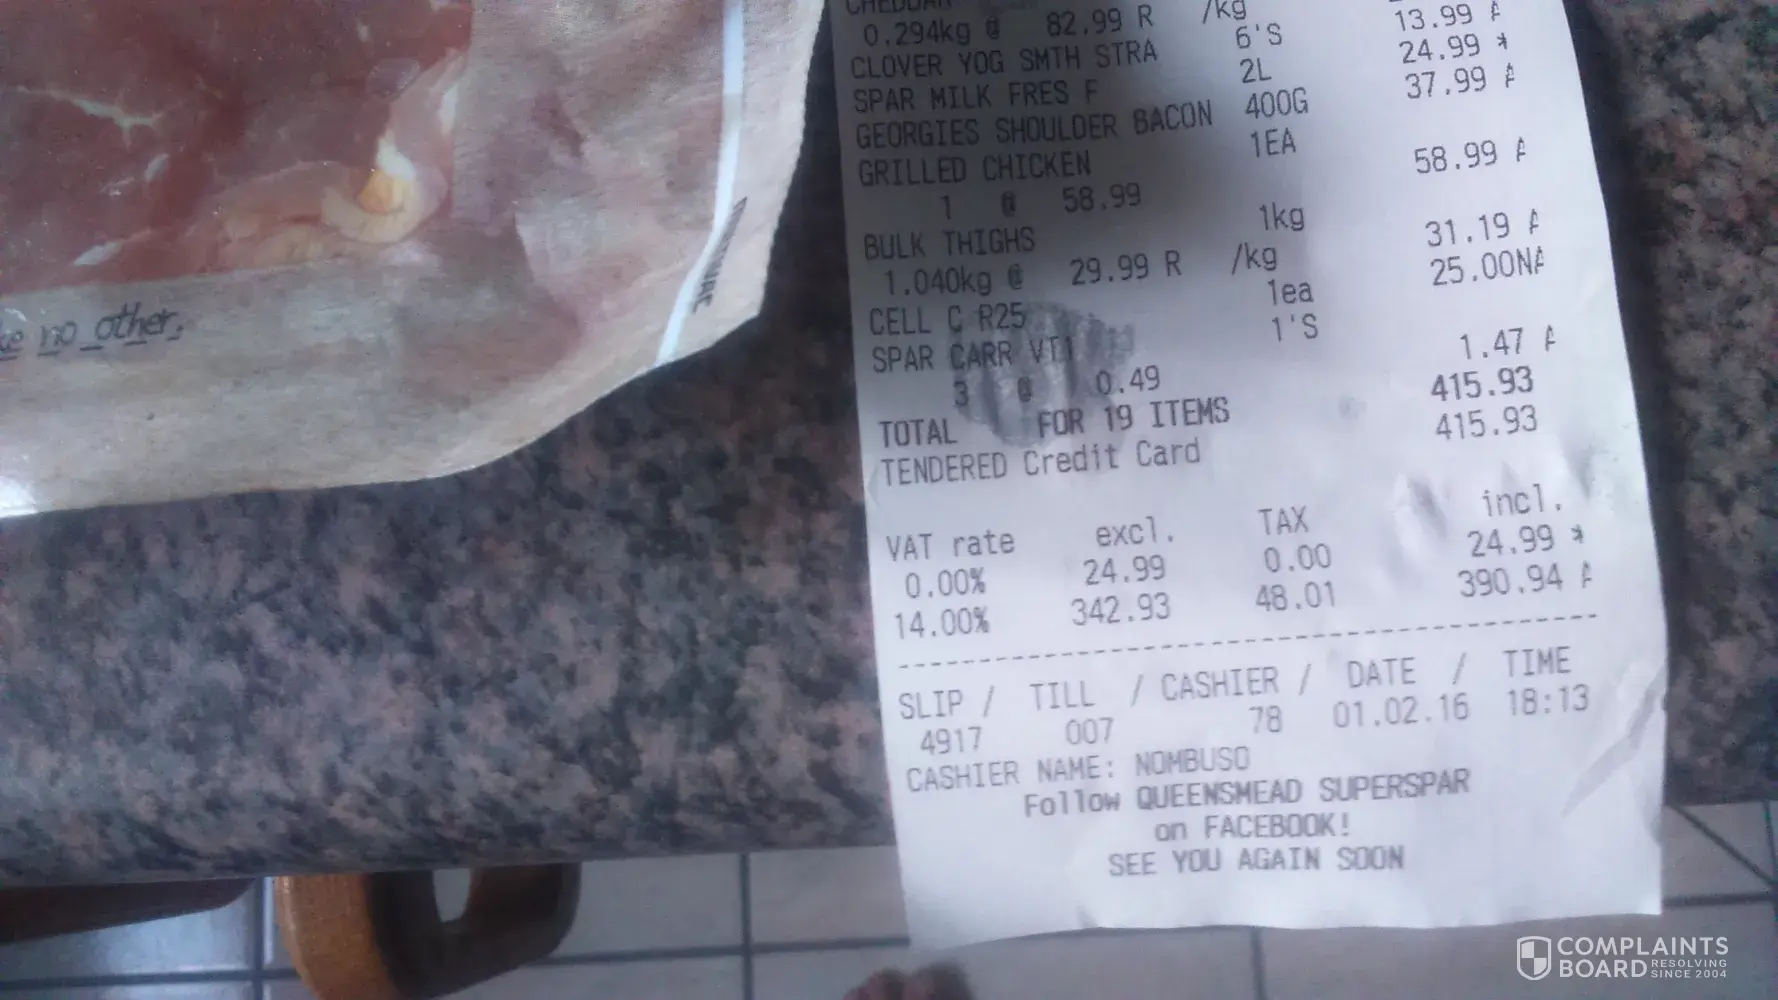 ke no other.
CHEDDAR
0.294kg @ 82.99 R /kg
CLOVER YOG SMTH STRA 6'S 13.99 A
SPAR MILK FRES F 2L 24.99 *
GEORGIES SHOULDER BACON 400G 37.99 A
GRILLED CHICKEN 1EA
1 @ 58.99 58.99 A
BULK THIGHS 1kg
1.040kg @ 29.99 R /kg 31.19 A
CELL C R25 1ea 25.00NA
SPAR CARR VT1 1'S
3 @ 0.49 1.47 A
TOTAL FOR 19 ITEMS 415.93
TENDERED Credit Card 415.93
VAT rate excl. TAX incl.
0.00% 24.99 0.00 24.99 *
14.00% 342.93 48.01 390.94 A
SLIP / TILL / CASHIER / DATE / TIME
4917 007 78 01.02.16 18:13
CASHIER NAME: NOMBUSO
Follow QUEENSMEAD SUPERSPAR
on FACEBOOK!
SEE YOU AGAIN SOON
COMPLAINTS
BOARD RESOLVING
SINCE 2004